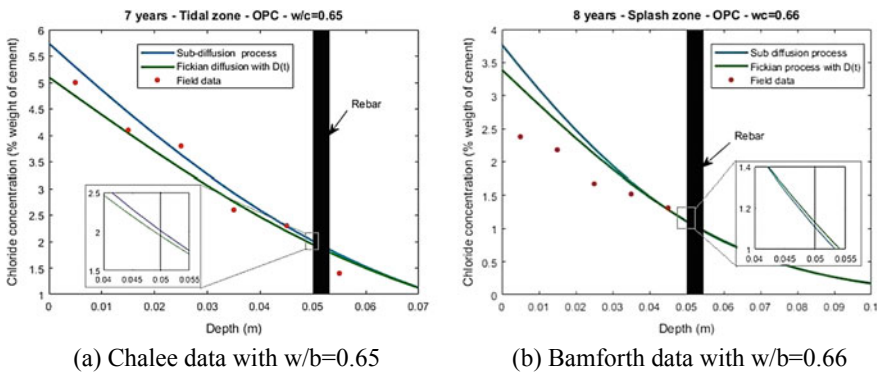 7 years - Tidal zone - OPC - w/c=0.65
Chloride concentration (% weight of cement)
6
5.5
5
4.5
4
3.5
3
2.5
2
1.5
1
Sub-diffusion process
Fickian diffusion with D(t)
Field data
Rebar
2.5
2
1.5
0.04 0.045 0.05 0.055
0 0.01 0.02 0.03 0.04 0.05 0.06 0.07
Depth (m)
(a) Chalee data with w/b=0.65
8 years - Splash zone - OPC - wc=0.66
Chloride concentration (% weigth of cement)
4
3.5
3
2.5
2
1.5
1
0.5
0
Sub diffusion process
Fickian process with D(t)
Field data
Rebar
1.4
1.2
1
0.04 0.045 0.05 0.055
0 0.01 0.02 0.03 0.04 0.05 0.06 0.07 0.08 0.09 0.1
Depth (m)
(b) Bamforth data with w/b=0.66